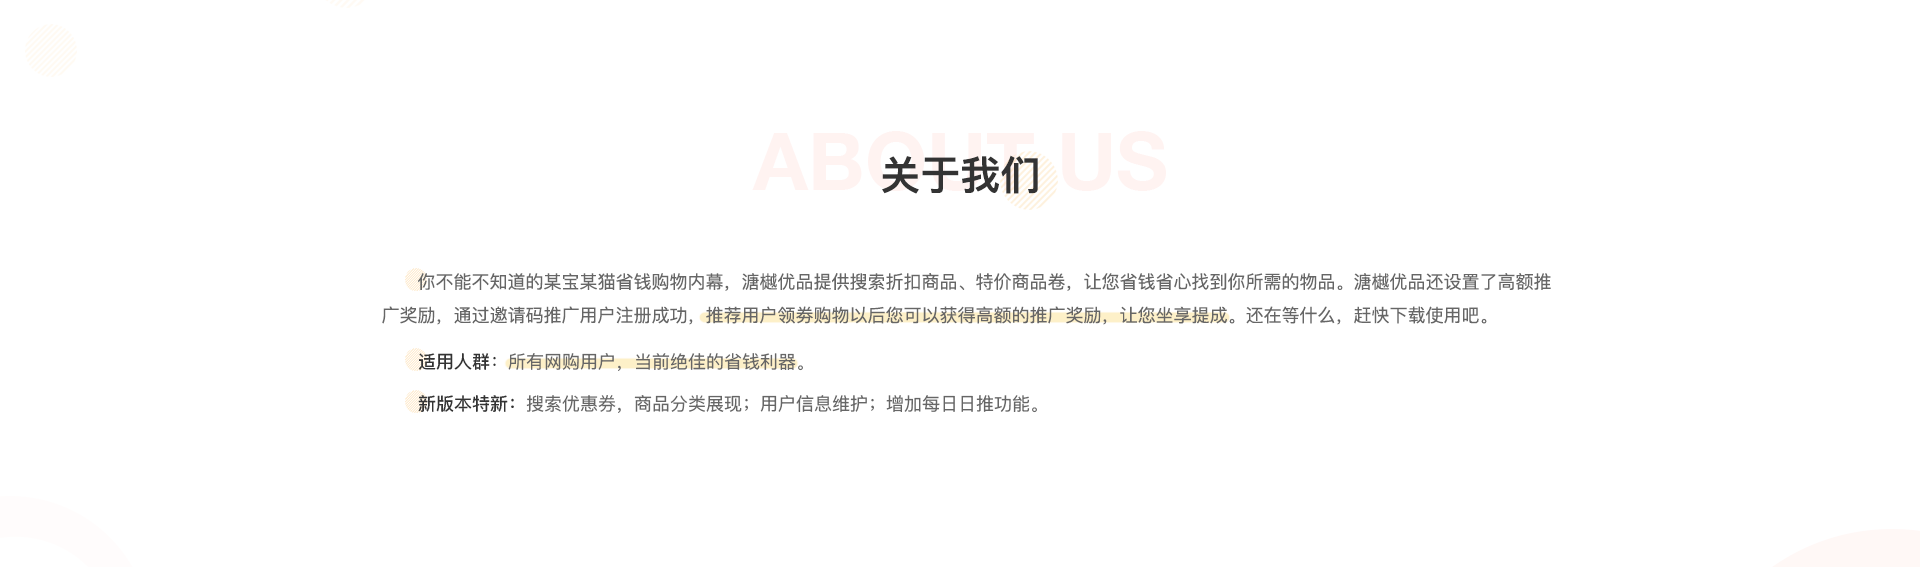 ABOUT US
关于我们
你不能不知道的某宝某猫省钱购物内幕，溏樾优品提供搜索折扣商品、特价商品卷，让您省钱省心找到你所需的物品。溏樾优品还设置了高额推
广奖励，通过邀请码推广用户注册成功，推荐用户领券购物以后您可以获得高额的推广奖励，让您坐享提成。还在等什么，赶快下载使用吧。
适用人群：所有网购用户，当前绝佳的省钱利器。
新版本特新：搜索优惠券，商品分类展现；用户信息维护；增加每日日推功能。